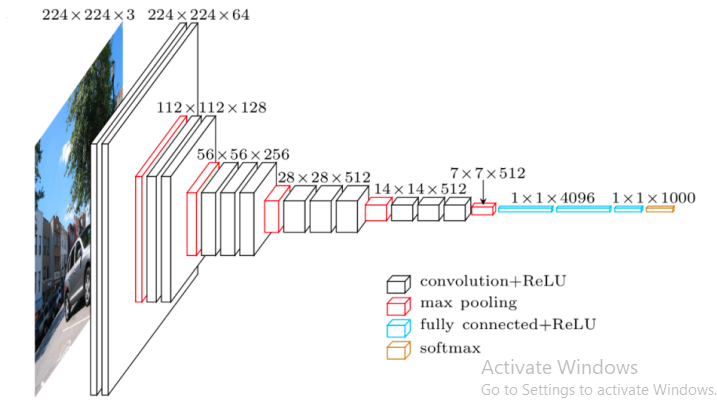 224×224×3
224×224×64
112×112×128
56×56×256
28×28×512
14×14×512
7×7×512
1×1×4096
1×1×1000
convolution+ReLU
max pooling
fully connected+ReLU
softmax
Activate Windows
Go to Settings to activate Windows.